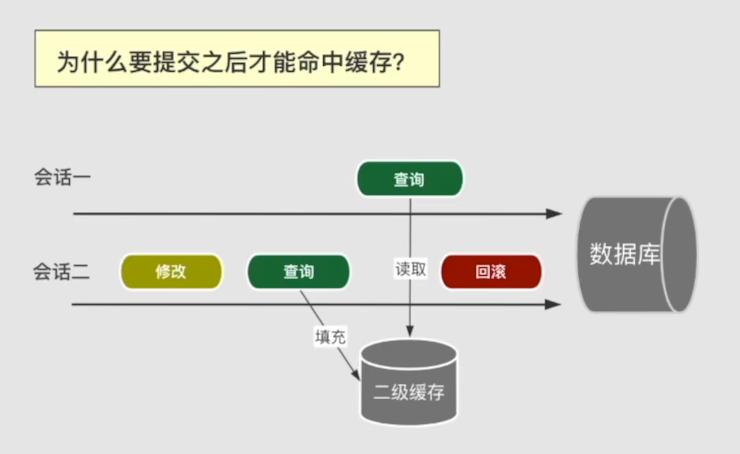 为什么要提交之后才能命中缓存?
会话一
查询
数据库
会话二
修改
查询
读取
回滚
填充
二级缓存